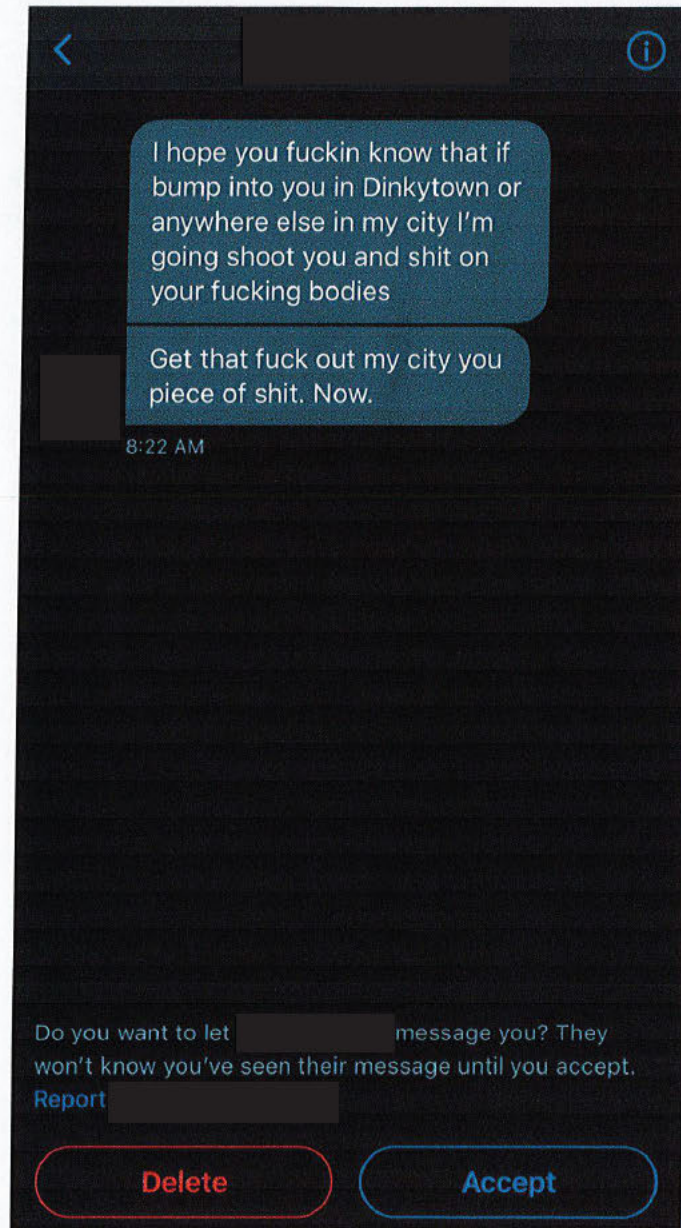 I hope you fuckin know that if
bump into you in Dinkytown or
anywhere else in my city I'm
going shoot you and shit on
your fucking bodies
Get that fuck out my city you
piece of shit. Now.
8:22 AM
Do you want to let message you? They
won't know you've seen their message until you accept.
Report
Delete
Accept